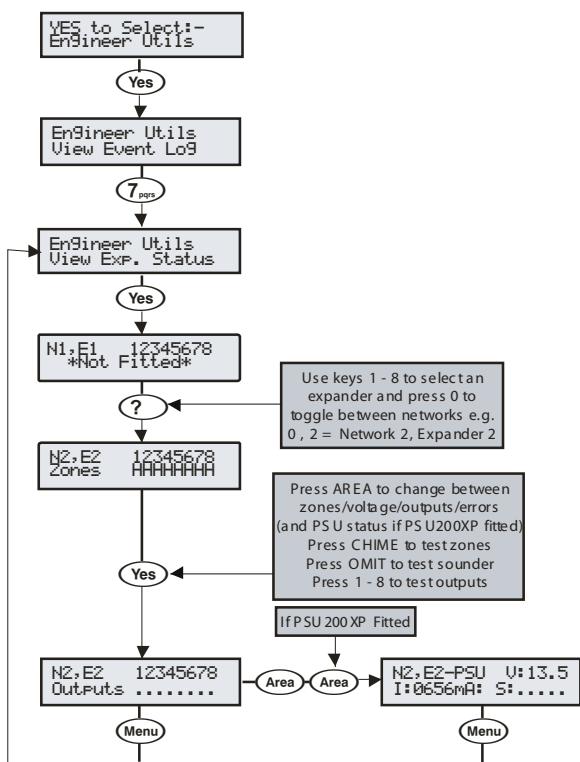 YES to Select:-
Engineer Utils
Yes
Engineer Utils
View Event Log
7pqrs
Engineer Utils
View Exp. Status
Yes
N1,E1 12345678
*Not Fitted*
?
Use keys 1 - 8 to select an
expander and press 0 to
toggle between networks e.g.
0 , 2 = Network 2, Expander 2
N2,E2 12345678
Zones AAAAAAAA
Press AREA to change between
zones/voltage/outputs/errors
(and PSU status if PSU200XP fitted)
Press CHIME to test zones
Press OMIT to test sounder
Press 1 - 8 to test outputs
Yes
If PSU 200 XP Fitted
N2,E2 12345678
Outputs ........
Area
Area
N2,E2-PSU V:13.5
I:0656mA: S:.....
Menu
Menu